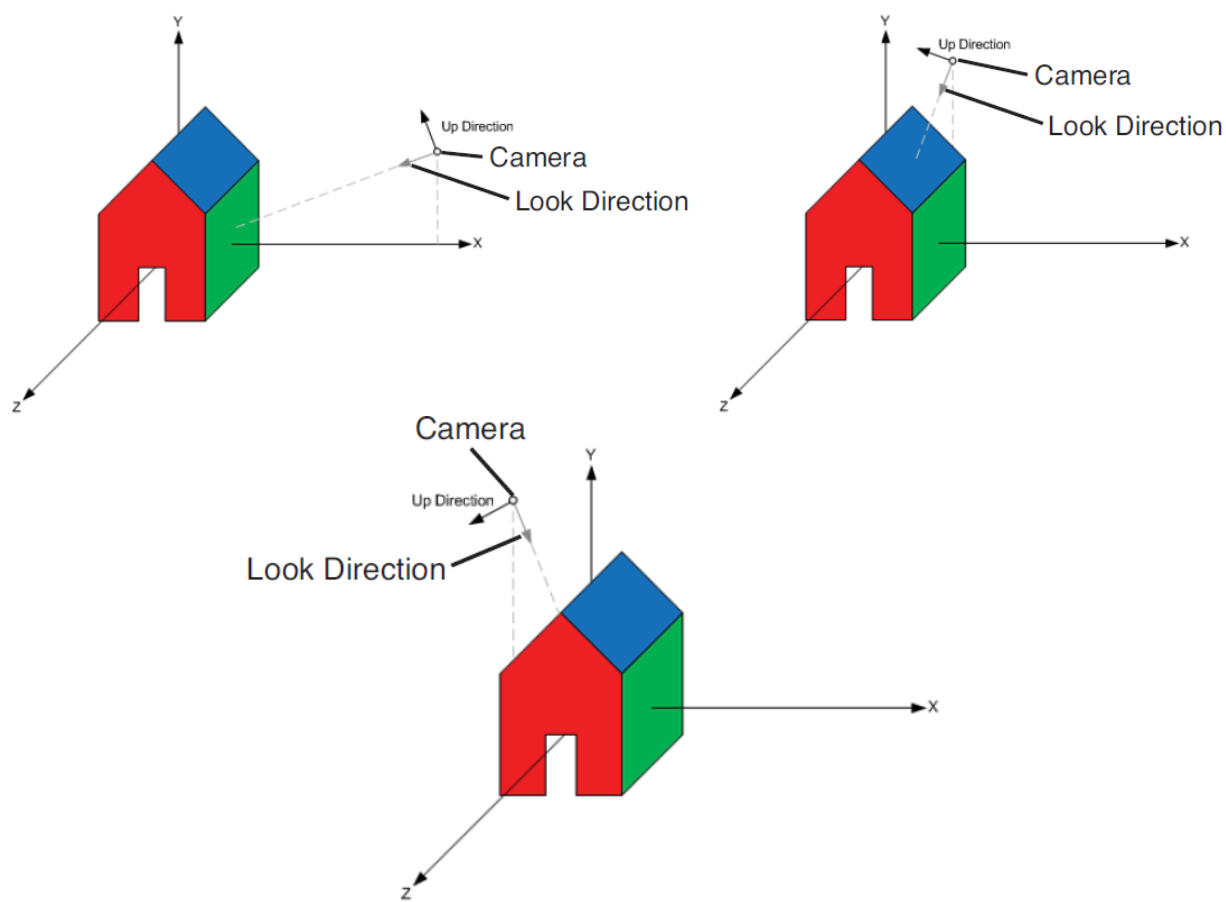 Y
Up Direction
Camera
Look Direction
X
Z
Y
Up Direction
Camera
Look Direction
X
Z
Camera
Y
Up Direction
Look Direction
X
Z